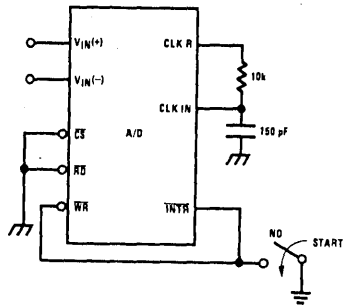 VIN(+)
VIN(-)
CS
RD
WR
A/D
CLK R
CLK IN
INTR
10k
150 pF
NO
START